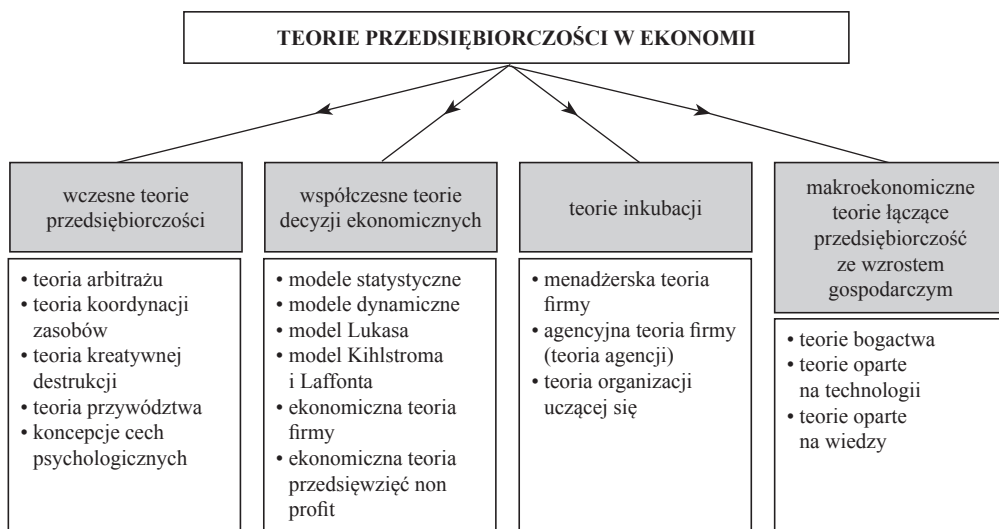 TEORIE PRZEDSIĘBIORCZOŚCI W EKONOMII
wczesne teorie
przedsiębiorczości
• teoria arbitrażu
• teoria koordynacji
zasobów
• teoria kreatywnej
destrukcji
• teoria przywództwa
• koncepcje cech
psychologicznych
współczesne teorie
decyzji ekonomicznych
• modele statystyczne
• modele dynamiczne
• model Lukasa
• model Kihlstroma
i Laffonta
• ekonomiczna teoria
firmy
• ekonomiczna teoria
przedsięwzięć non
profit
teorie inkubacji
• menadżerska teoria
firmy
• agencyjna teoria firmy
(teoria agencji)
• teoria organizacji
uczącej się
makroekonomiczne
teorie łączące
przedsiębiorczość
ze wzrostem
gospodarczym
• teorie bogactwa
• teorie oparte
na technologii
• teorie oparte
na wiedzy